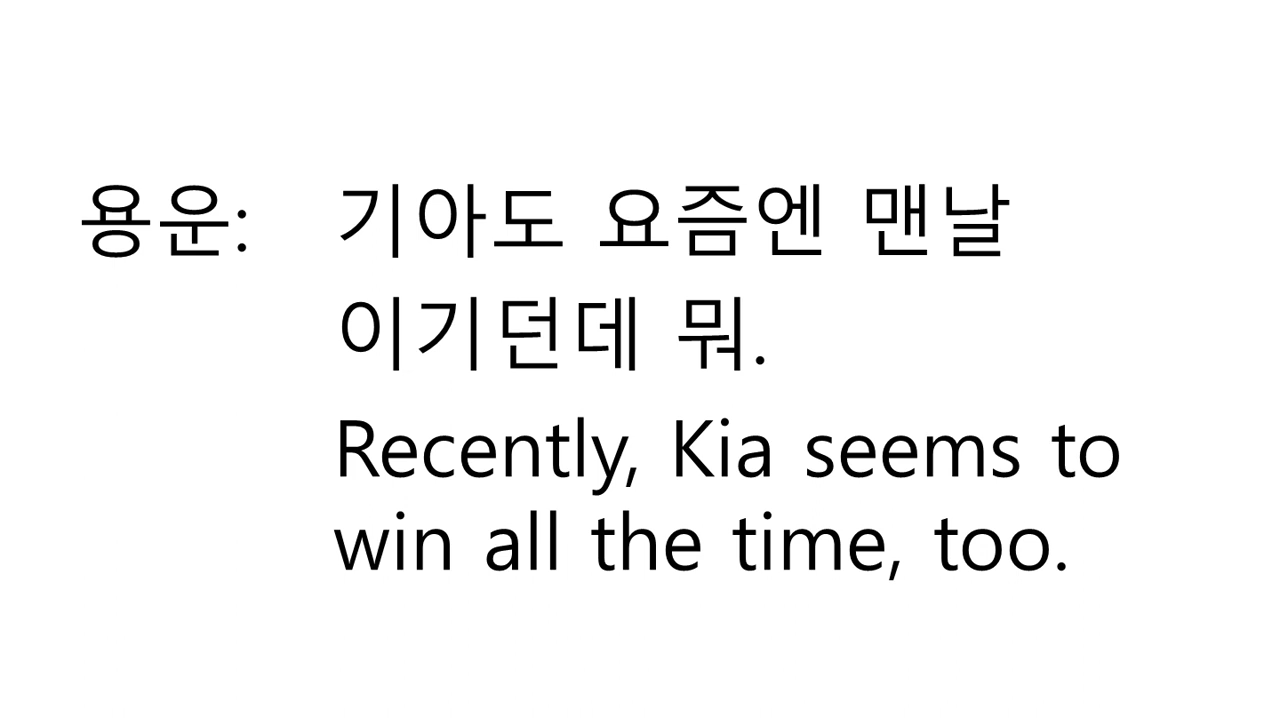 용운: 기아도 요즘엔 맨날
이기던데 뭐.
Recently, Kia seems to
win all the time, too.